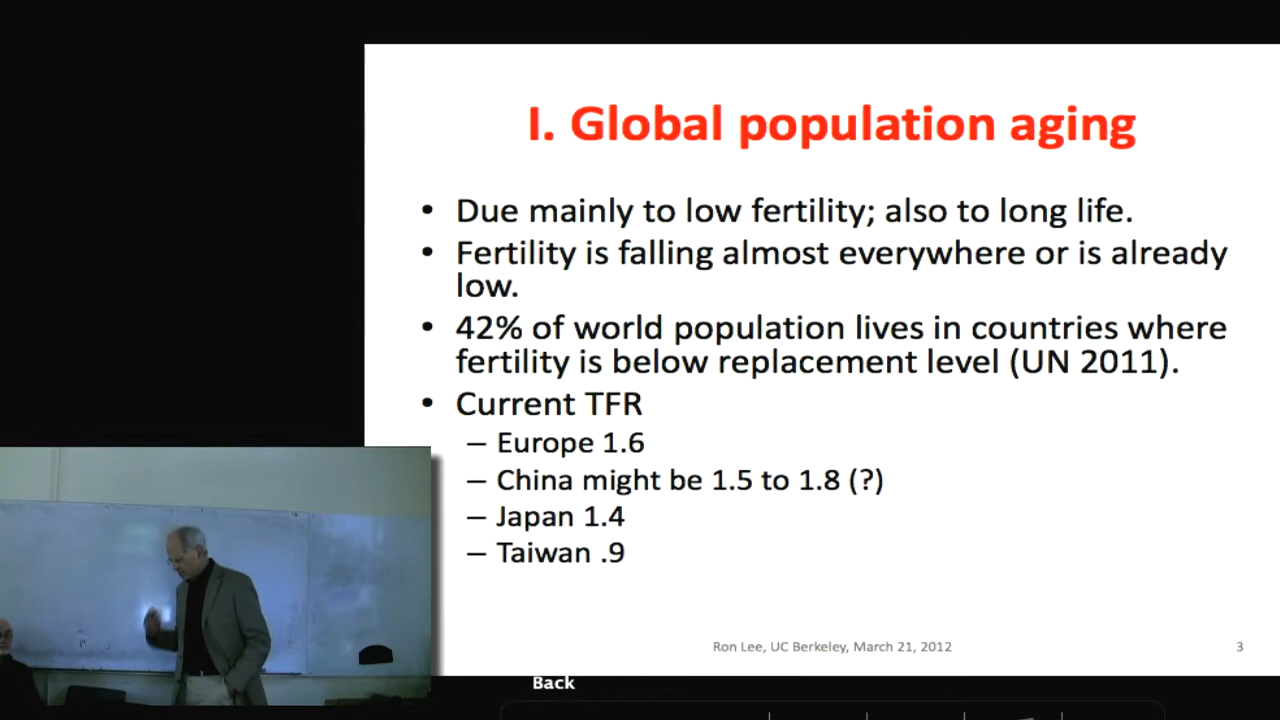 I. Global population aging
• Due mainly to low fertility; also to long life.
• Fertility is falling almost everywhere or is already
low.
• 42% of world population lives in countries where
fertility is below replacement level (UN 2011).
• Current TFR
– Europe 1.6
– China might be 1.5 to 1.8 (?)
– Japan 1.4
– Taiwan .9
Ron Lee, UC Berkeley, March 21, 2012
3
Back